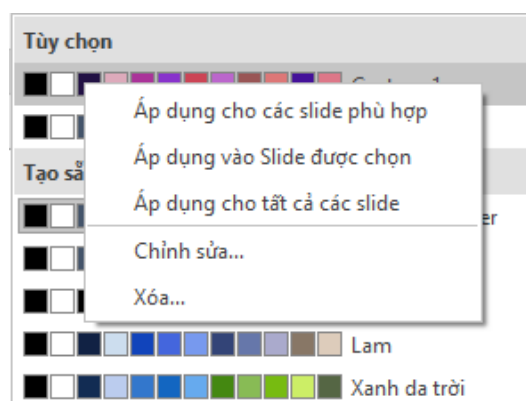 Tùy chọn
Áp dụng cho các slide phù hợp
Áp dụng vào Slide được chọn
Tạo
Áp dụng cho tất cả các slide
Chỉnh sửa...
Xóa...
Lam
Xanh da trời